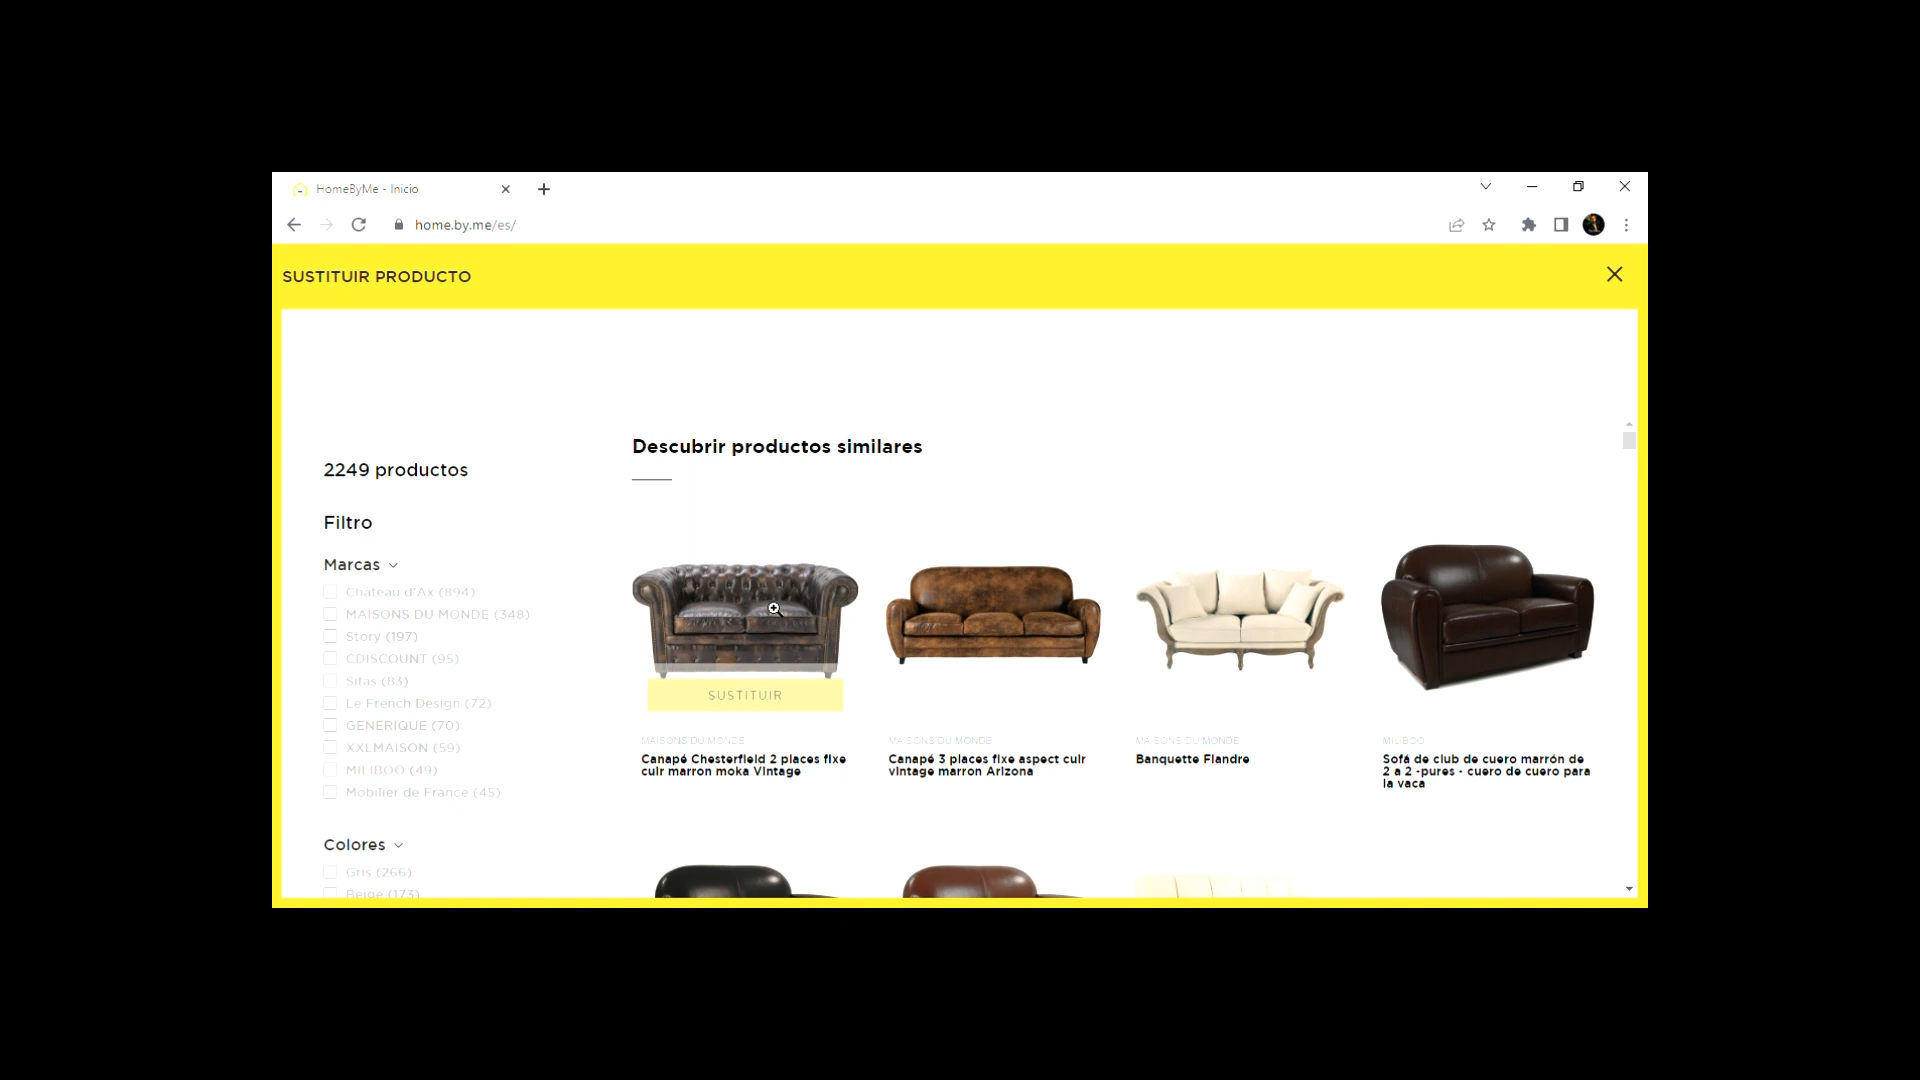 HomeByMe - Inicio
home.by.me/es/
SUSTITUIR PRODUCTO
Descubrir productos similares
2249 productos
Filtro
Marcas
Château d'Ax (894)
MAISONS DU MONDE (348)
Story (197)
CDISCOUNT (95)
Sifas (83)
Le French Design (72)
GENERIQUE (70)
XXLMAISON (59)
MILIBOO (49)
Mobilier de France (45)
Colores
Gris (266)
Beige (173)
SUSTITUIR
MAISONS DU MONDE
Canapé Chesterfield 2 places fixe
cuir marron moka Vintage
MAISONS DU MONDE
Canapé 3 places fixe aspect cuir
vintage marron Arizona
MAISONS DU MONDE
Banquette Flandre
MILIBOO
Sofá de club de cuero marrón de
2 a 2 -pures - cuero de cuero para
la vaca